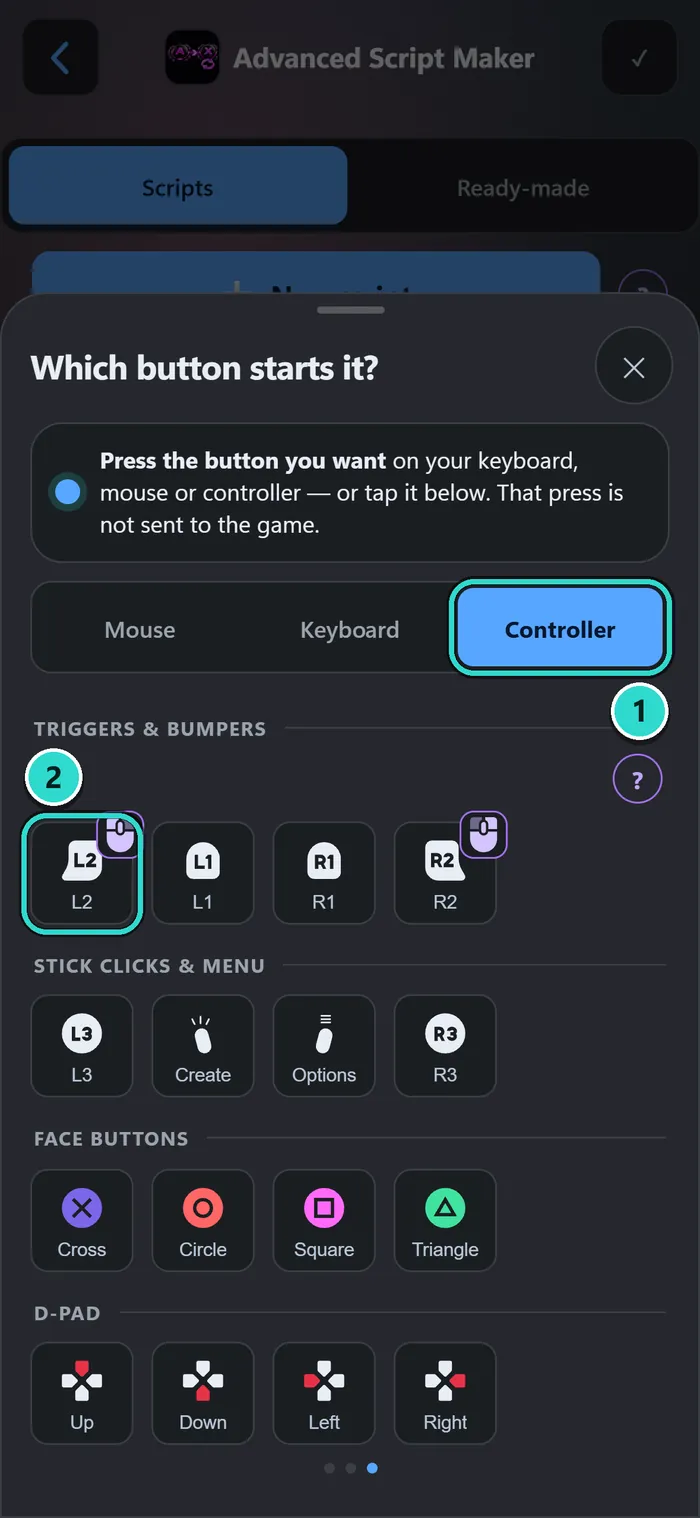 Advanced Script Maker
Scripts
Ready-made
Which button starts it?
Press the button you want on your keyboard,
mouse or controller — or tap it below. That press is
not sent to the game.
Mouse
Keyboard
Controller
1
TRIGGERS & BUMPERS
2
?
L2
L1
R1
R2
L2
L1
R1
R2
STICK CLICKS & MENU
L3
R3
L3
Create
Options
R3
FACE BUTTONS
Cross
Circle
Square
Triangle
D-PAD
Up
Down
Left
Right